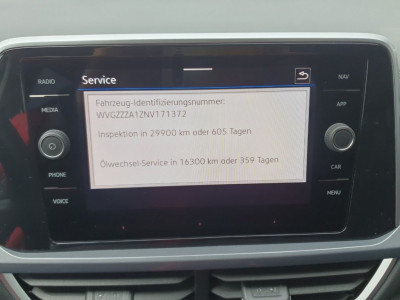 Service
RADIO
MEDIA
PHONE
VOICE
Fahrzeug-Identifizierungsnummer:
WVGZZZA1ZNV171372
Inspektion in 29900 km oder 605 Tagen
Ölwechsel-Service in 16300 km oder 359 Tagen
NAV
APP
CAR
MENU